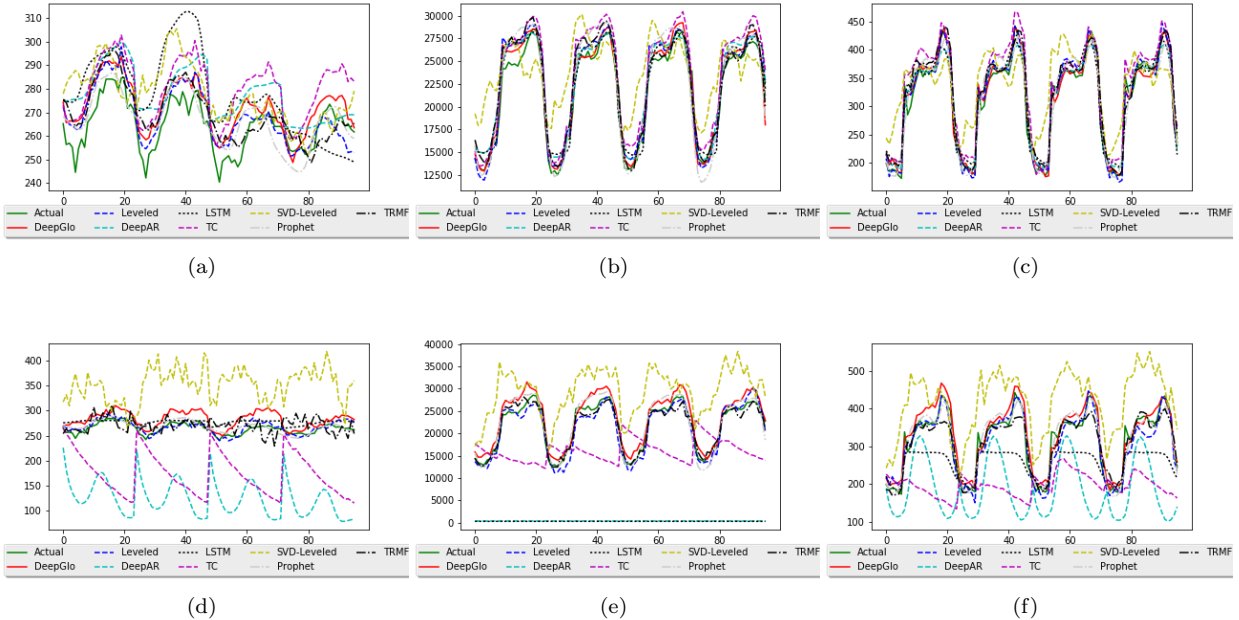 310
300
290
280
270
260
250
240
0 20 40 60 80
Actual Leveled LSTM SVD-Leveled TRMF
DeepGlo DeepAR TC Prophet
(a)
30000
27500
25000
22500
20000
17500
15000
12500
0 20 40 60 80
Actual Leveled LSTM SVD-Leveled TRMF
DeepGlo DeepAR TC Prophet
(b)
450
400
350
300
250
200
0 20 40 60 80
Actual Leveled LSTM SVD-Leveled TRMF
DeepGlo DeepAR TC Prophet
(c)
400
350
300
250
200
150
100
0 20 40 60 80
Actual Leveled LSTM SVD-Leveled TRMF
DeepGlo DeepAR TC Prophet
(d)
40000
35000
30000
25000
20000
15000
10000
5000
0
0 20 40 60 80
Actual Leveled LSTM SVD-Leveled TRMF
DeepGlo DeepAR TC Prophet
(e)
500
400
300
200
100
0 20 40 60 80
Actual Leveled LSTM SVD-Leveled TRMF
DeepGlo DeepAR TC Prophet
(f)